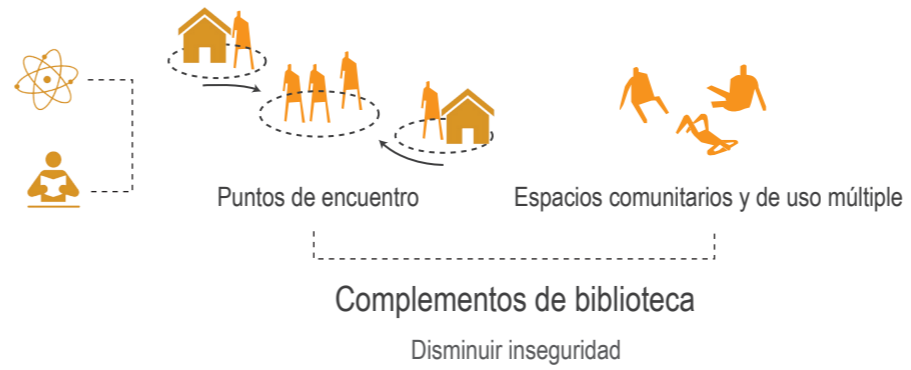 Puntos de encuentro
Espacios comunitarios y de uso múltiple
Complementos de biblioteca
Disminuir inseguridad